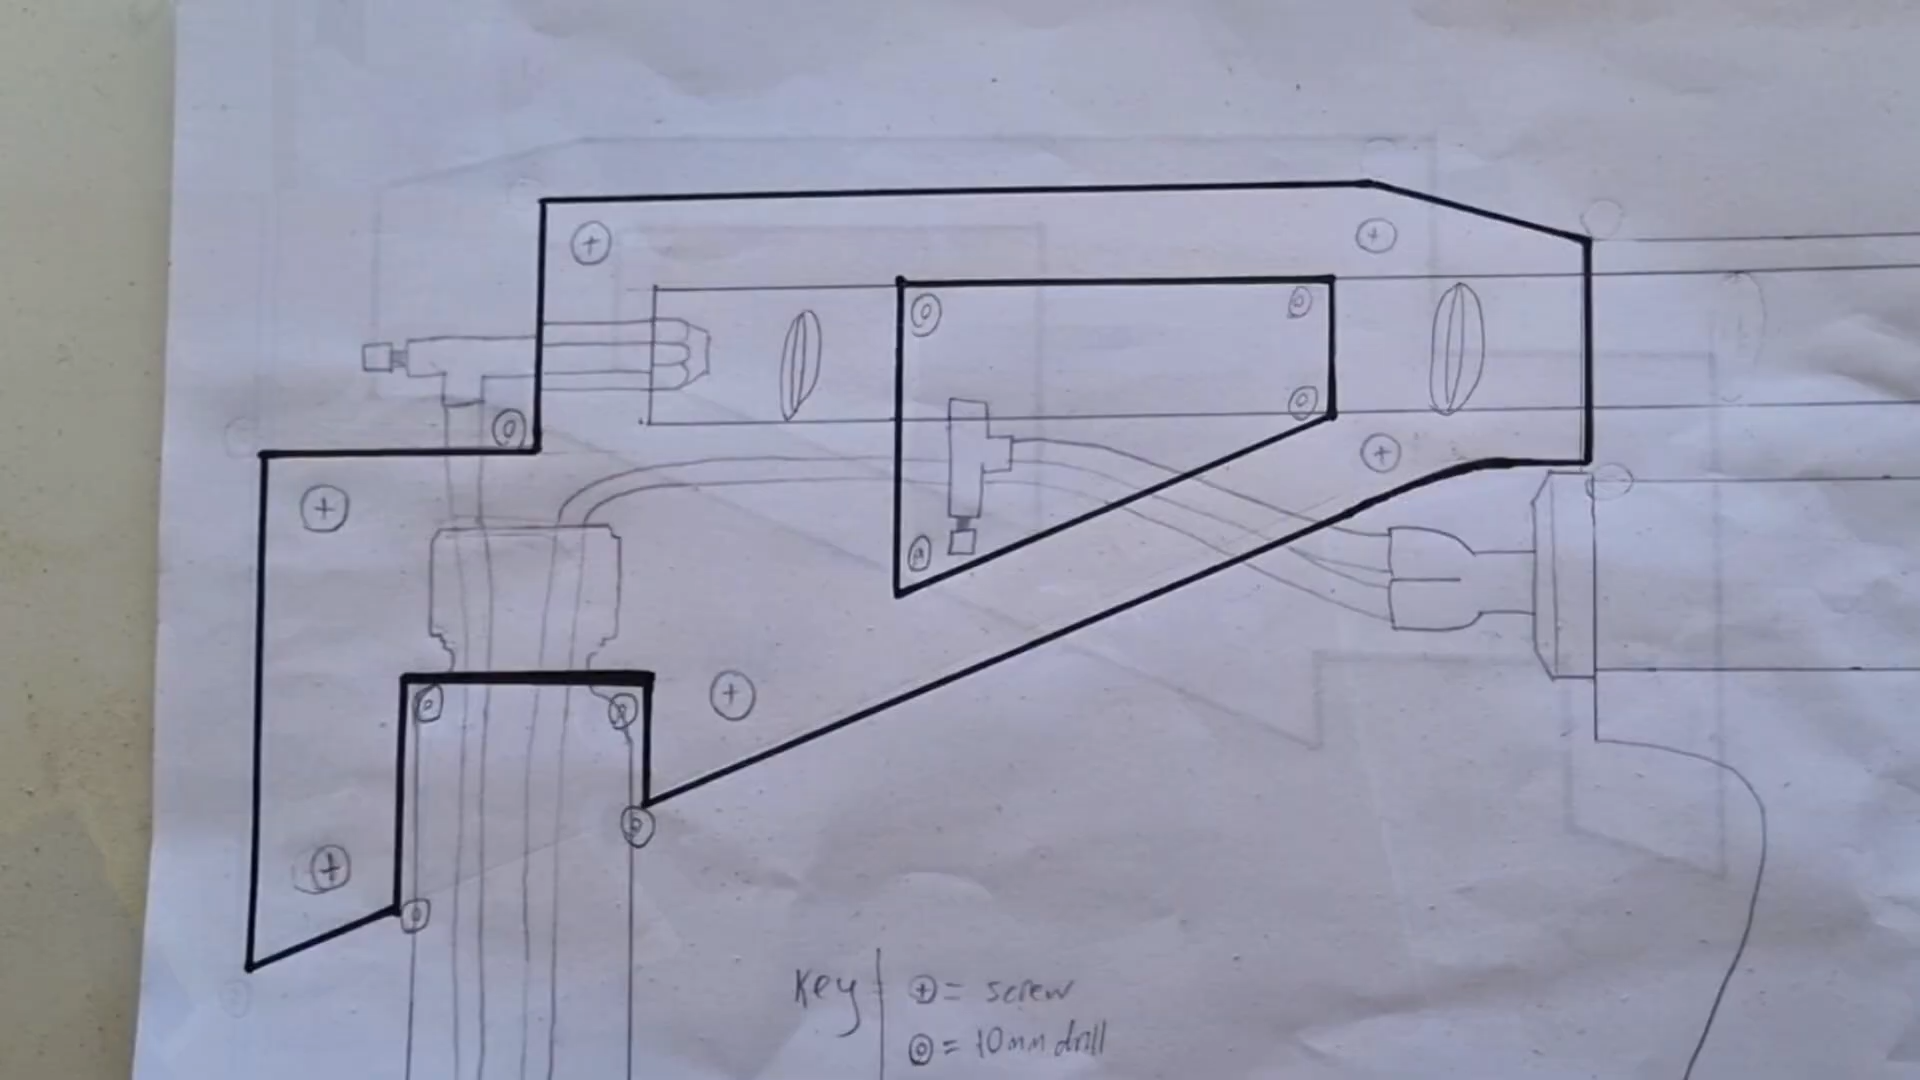 Key
⊕ = screw
◎ = 10mm drill